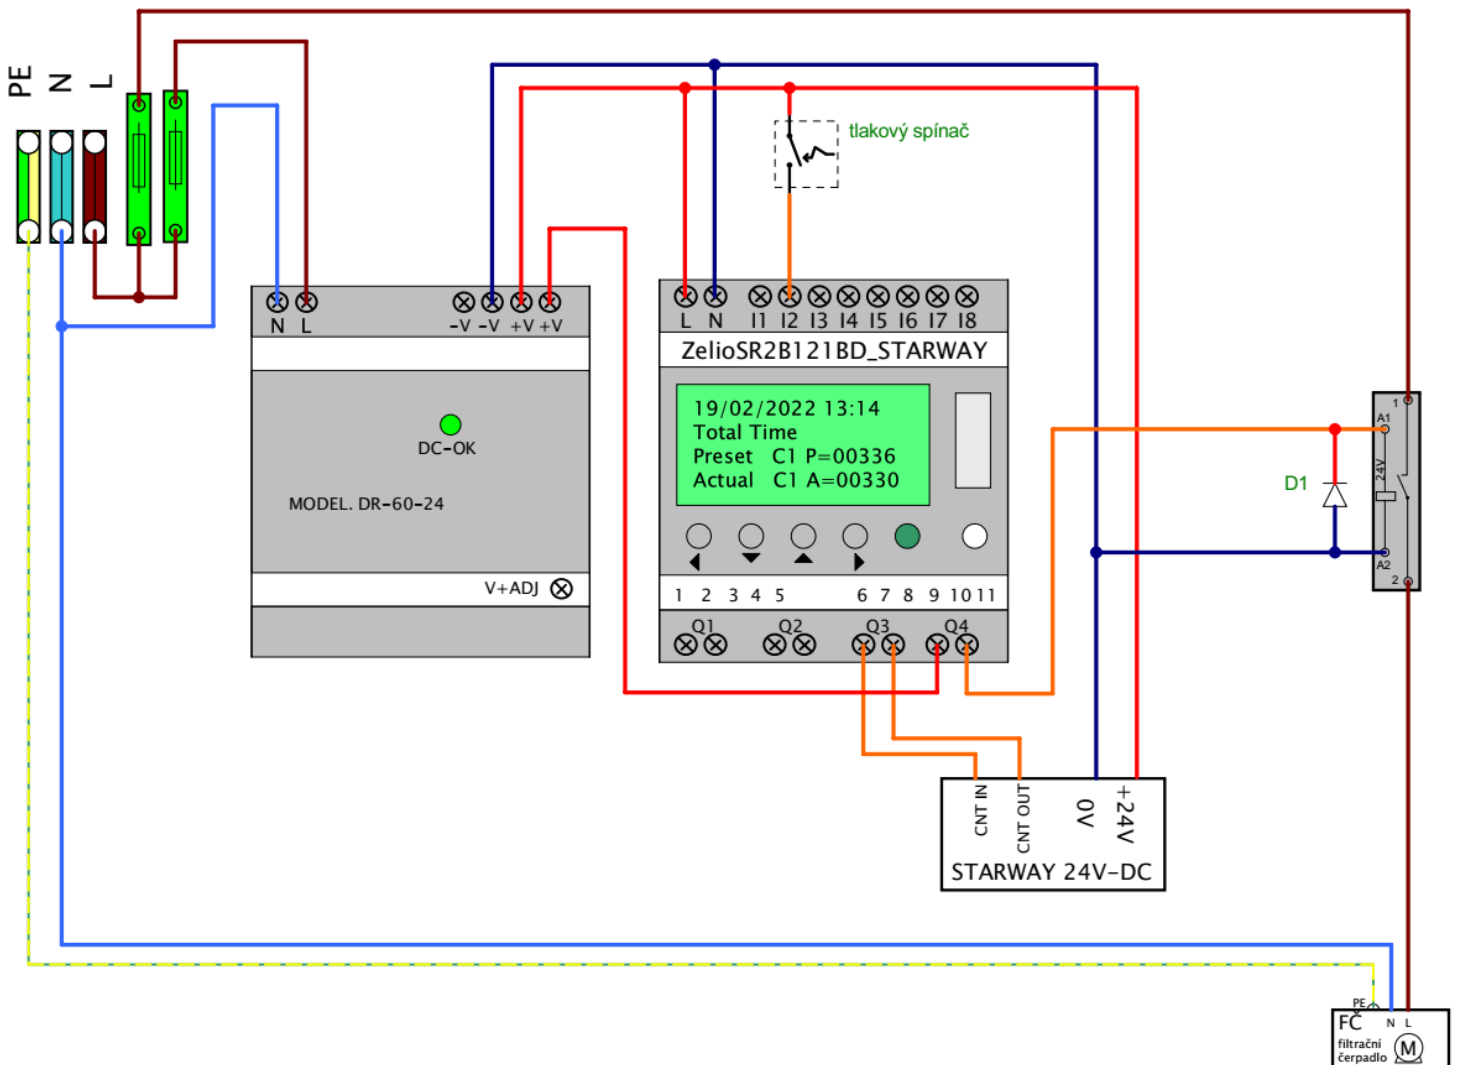 PE
N
L
tlakový spínač
N L
-V -V +V +V
DC-OK
MODEL. DR-60-24
V+ADJ
L N I1 I2 I3 I4 I5 I6 I7 I8
ZelioSR2B121BD_STARWAY
19/02/2022 13:14
Total Time
Preset C1 P=00336
Actual C1 A=00330
1 2 3 4 5 6 7 8 9 10 11
Q1 Q2 Q3 Q4
1
A1
24V
D1
A2
2
CNT IN
CNT OUT
0V
+24V
STARWAY 24V-DC
PE
FČ N L
filtrační
čerpadlo
M